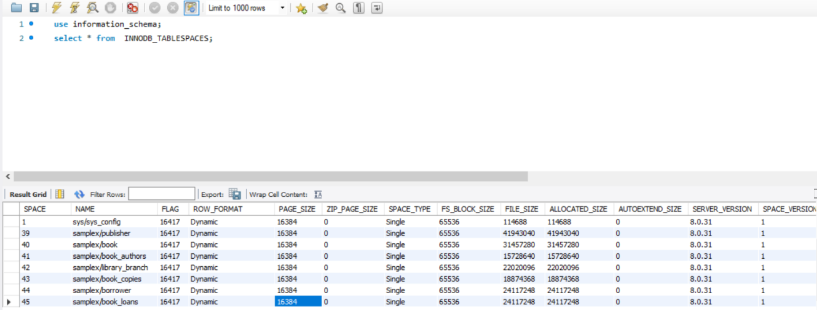 Limit to 1000 rows
1 use information_schema;
2 select * from INNODB_TABLESPACES;
Result Grid Filter Rows: Export: Wrap Cell Content:
SPACE NAME FLAG ROW_FORMAT PAGE_SIZE ZIP_PAGE_SIZE SPACE_TYPE FS_BLOCK_SIZE FILE_SIZE ALLOCATED_SIZE AUTOEXTEND_SIZE SERVER_VERSION SPACE_VERSION
1 sys/sys_config 16417 Dynamic 16384 0 Single 65536 114688 114688 0 8.0.31 1
39 samplex/publisher 16417 Dynamic 16384 0 Single 65536 41943040 41943040 0 8.0.31 1
40 samplex/book 16417 Dynamic 16384 0 Single 65536 31457280 31457280 0 8.0.31 1
41 samplex/book_authors 16417 Dynamic 16384 0 Single 65536 15728640 15728640 0 8.0.31 1
42 samplex/library_branch 16417 Dynamic 16384 0 Single 65536 22020096 22020096 0 8.0.31 1
43 samplex/book_copies 16417 Dynamic 16384 0 Single 65536 18874368 18874368 0 8.0.31 1
44 samplex/borrower 16417 Dynamic 16384 0 Single 65536 24117248 24117248 0 8.0.31 1
45 samplex/book_loans 16417 Dynamic 16384 0 Single 65536 24117248 24117248 0 8.0.31 1